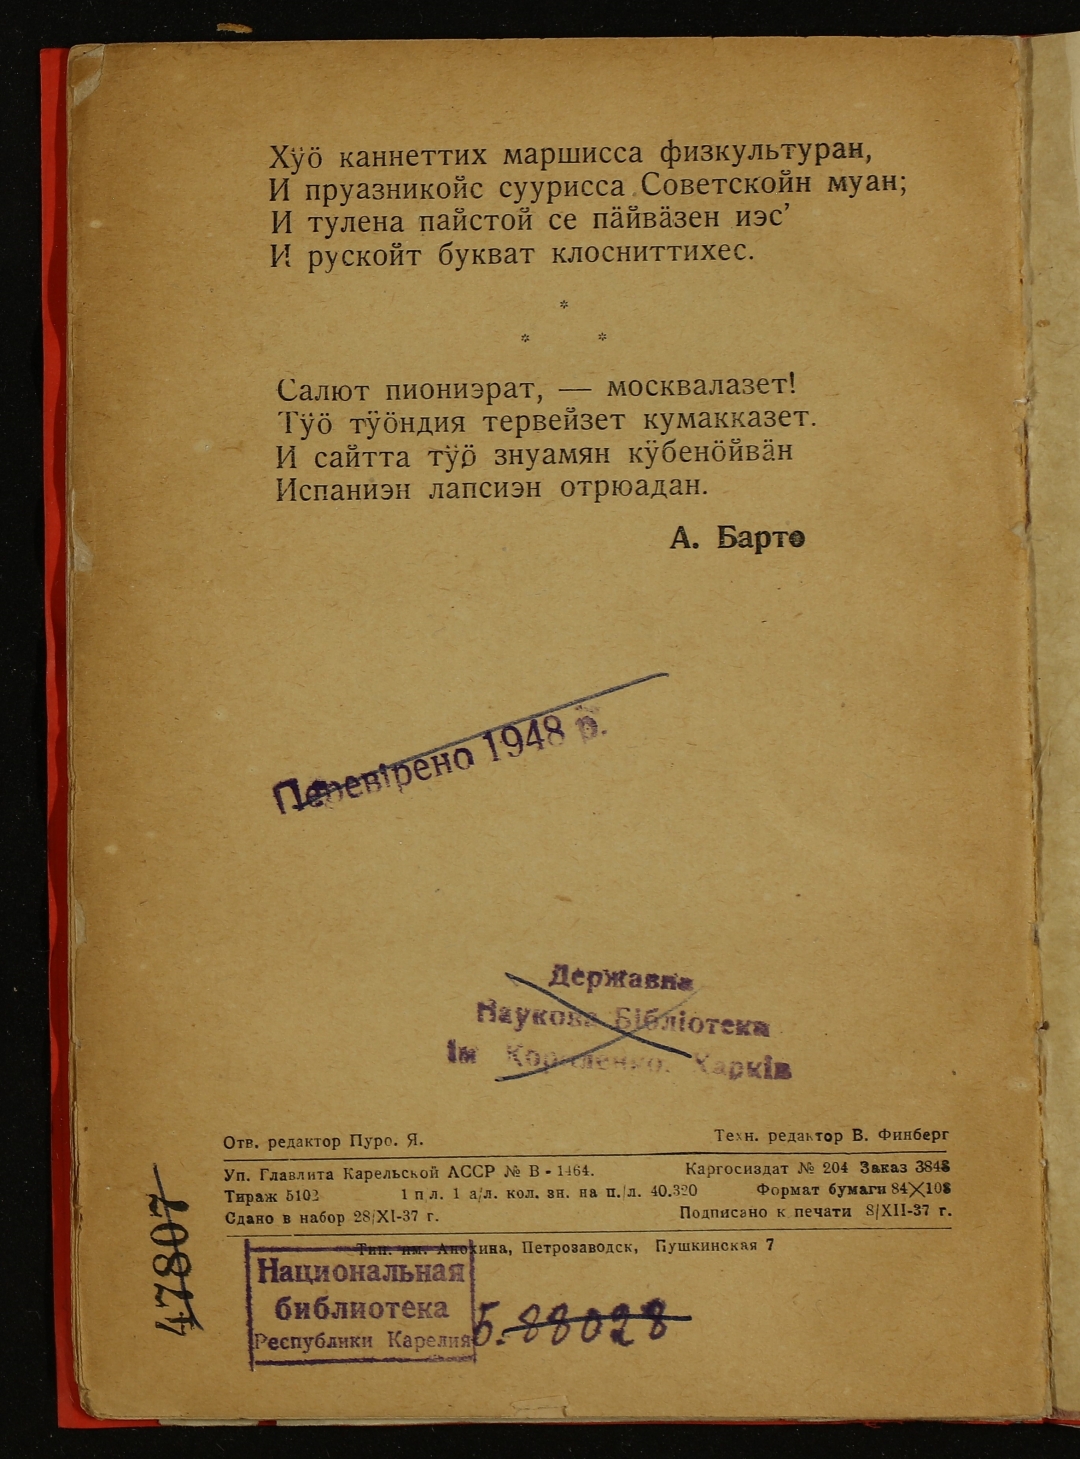 Хӱӧ каннеттих маршисса физкультуран,
И пруазникойс суурисса Советскойн муан;
И тулена пайстой се пӓйвӓзен иэс’
И рускойт букват клосниттихес.
*
* *
Салют пиониэрат, — москвалазет!
Тӱӧ тӱӧндия тервейзет кумакказет.
И сайтта тӱӧ знуамян кӱбенӧйвӓн
Испаниэн лапсиэн отрюадан.
А. Барто
Перевірено 1948 р.
Державна
Наукова Бібліотека
Ім Короленко. Харків
Отв. редактор Пуро. Я. Техн. редактор В. Финберг
Уп. Главлита Карельской АССР № В - 1464. Каргосиздат № 204 Заказ 3848
Тираж 5102 1 п л. 1 а/л. кол. зн. на п./л. 40.320 Формат бумаги 84×108
Сдано в набор 28/XI-37 г. Подписано к печати 8/XII-37 г.
Тип. им. Анохина, Петрозаводск, Пушкинская 7
Национальная
библиотека
Республики Карелия
Б. 88028
47807